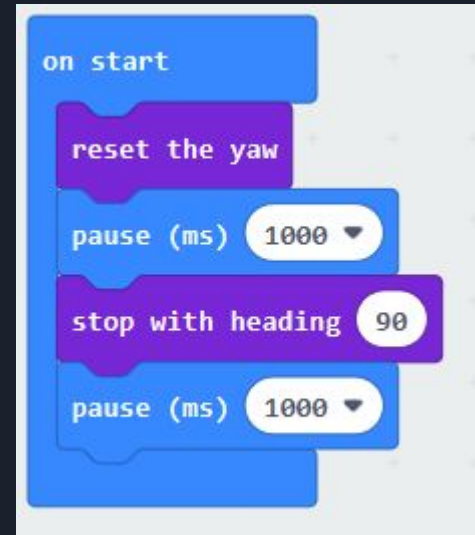 on start
reset the yaw
pause (ms) 1000
stop with heading 90
pause (ms) 1000